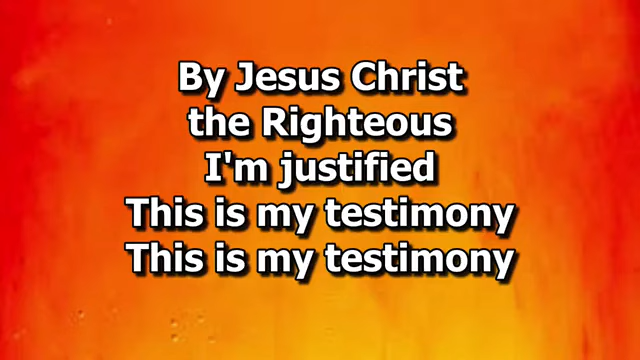 By Jesus Christ
the Righteous
I'm justified
This is my testimony
This is my testimony